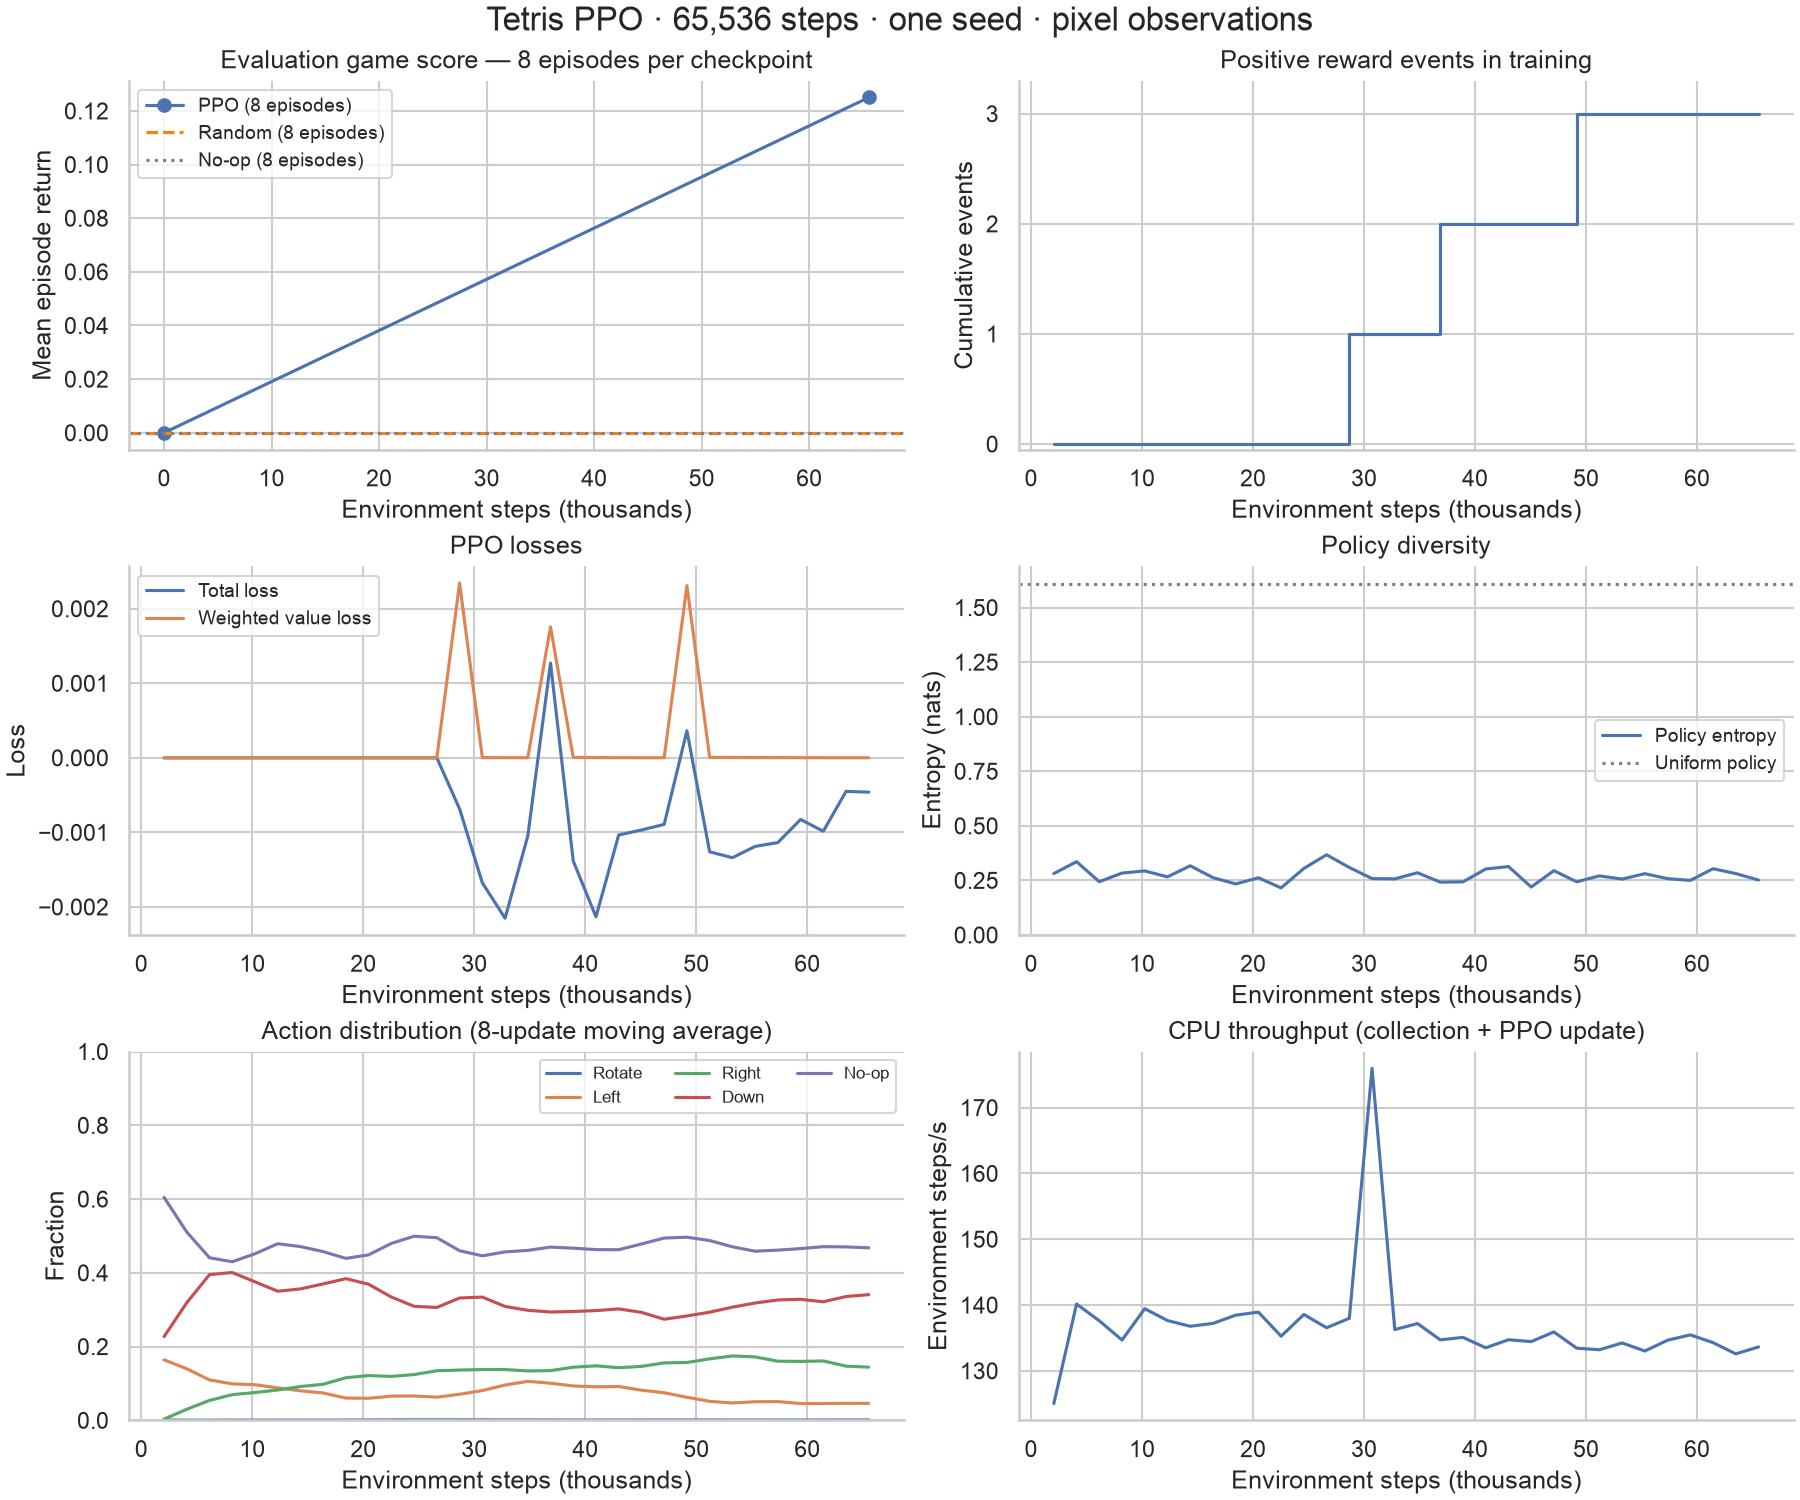 Tetris PPO · 65,536 steps · one seed · pixel observations
Evaluation game score — 8 episodes per checkpoint
PPO (8 episodes)
Random (8 episodes)
No-op (8 episodes)
Mean episode return
0.12
0.10
0.08
0.06
0.04
0.02
0.00
0 10 20 30 40 50 60
Environment steps (thousands)
Positive reward events in training
Cumulative events
3
2
1
0
0 10 20 30 40 50 60
Environment steps (thousands)
PPO losses
Total loss
Weighted value loss
Loss
0.002
0.001
0.000
−0.001
−0.002
0 10 20 30 40 50 60
Environment steps (thousands)
Policy diversity
Entropy (nats)
1.50
1.25
1.00
0.75
0.50
0.25
0.00
Policy entropy
Uniform policy
0 10 20 30 40 50 60
Environment steps (thousands)
Action distribution (8-update moving average)
Rotate Right No-op
Left Down
Fraction
1.0
0.8
0.6
0.4
0.2
0.0
0 10 20 30 40 50 60
Environment steps (thousands)
CPU throughput (collection + PPO update)
Environment steps/s
170
160
150
140
130
0 10 20 30 40 50 60
Environment steps (thousands)